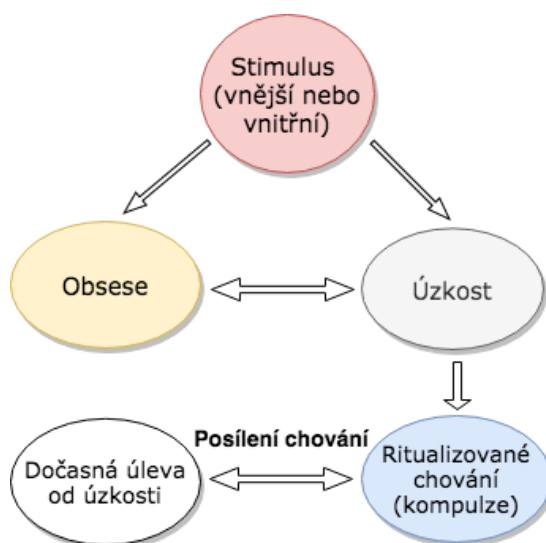 Stimulus
(vnější nebo
vnitřní)
Obsese
Úzkost
Posílení chování
Dočasná úleva
od úzkosti
Ritualizované
chování
(kompulze)